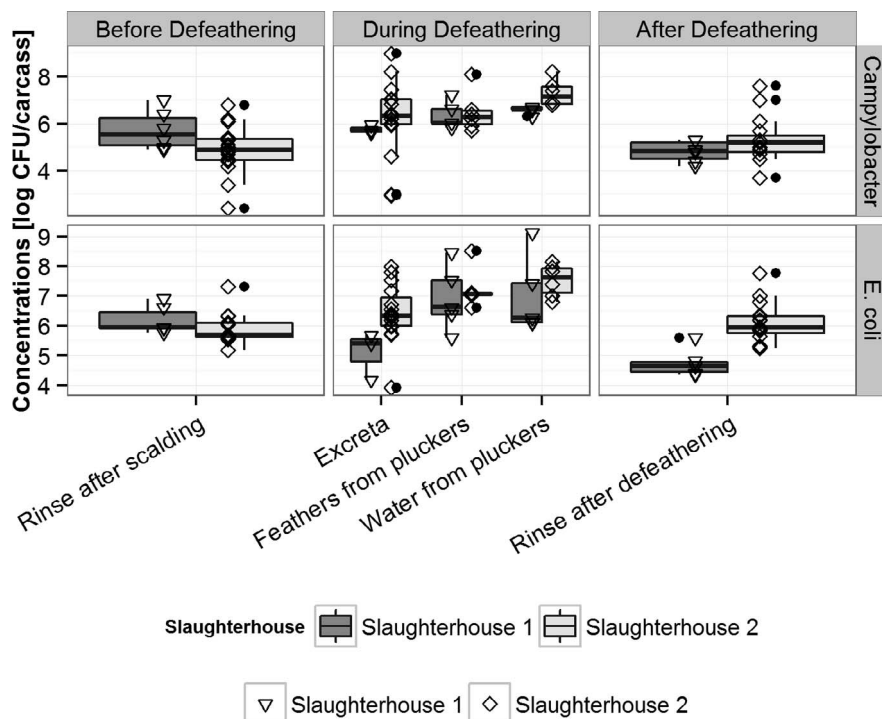 Before Defeathering
During Defeathering
After Defeathering
Concentrations [log CFU/carcass]
8
6
4
Campylobacter
9
8
7
6
5
4
E. coli
Rinse after scalding
Excreta
Feathers from pluckers
Water from pluckers
Rinse after defeathering
Slaughterhouse
Slaughterhouse 1
Slaughterhouse 2
Slaughterhouse 1
Slaughterhouse 2